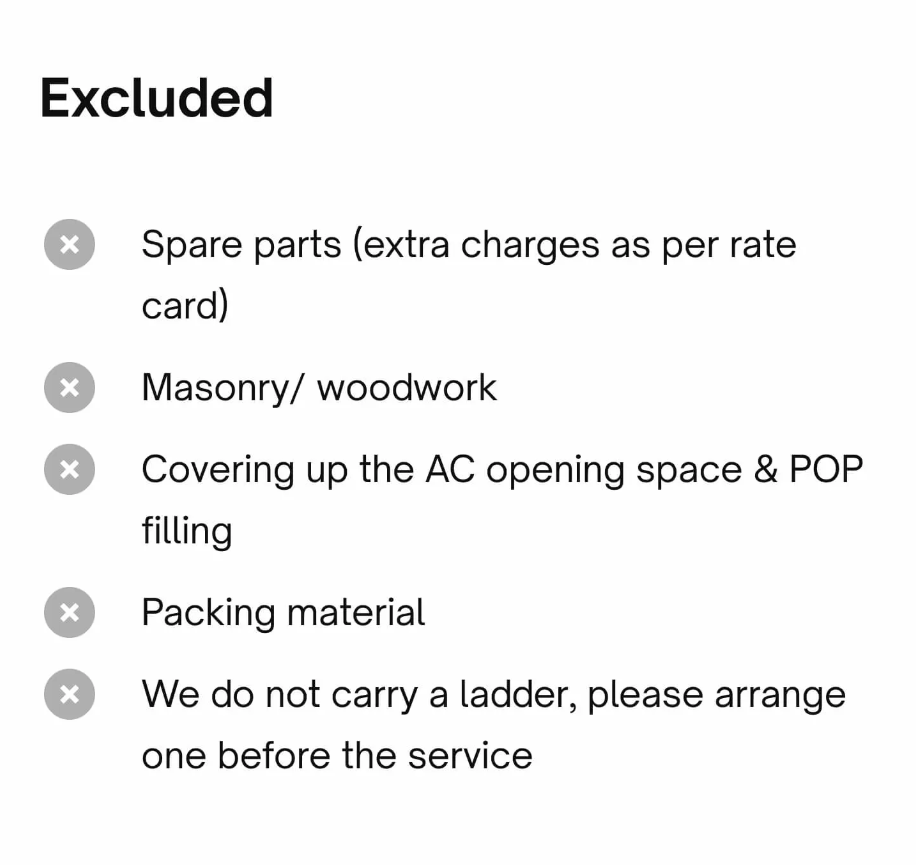 Excluded
Spare parts (extra charges as per rate
card)
Masonry/ woodwork
Covering up the AC opening space & POP
filling
Packing material
We do not carry a ladder, please arrange
one before the service